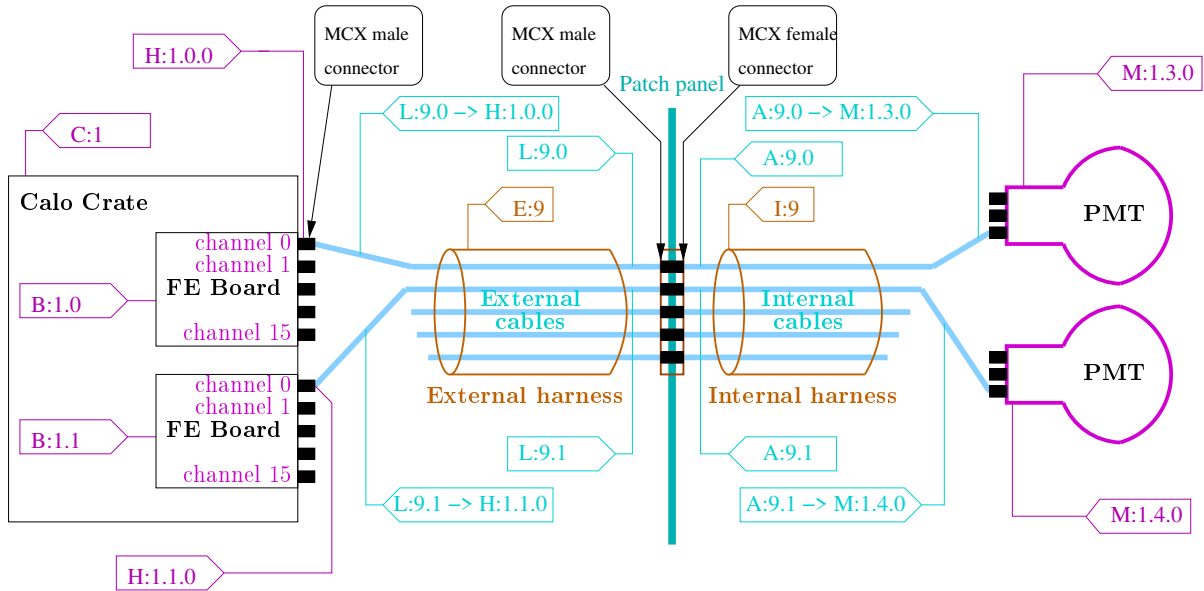 MCX male
connector
MCX male
connector
MCX female
connector
H:1.0.0
Patch panel
M:1.3.0
C:1
L:9.0 −> H:1.0.0
A:9.0 −> M:1.3.0
L:9.0
A:9.0
Calo Crate
E:9
I:9
PMT
channel 0
channel 1
FE Board
B:1.0
channel 15
External
cables
Internal
cables
channel 0
channel 1
FE Board
B:1.1
channel 15
External harness
Internal harness
PMT
L:9.1
A:9.1
L:9.1 −> H:1.1.0
A:9.1 −> M:1.4.0
M:1.4.0
H:1.1.0